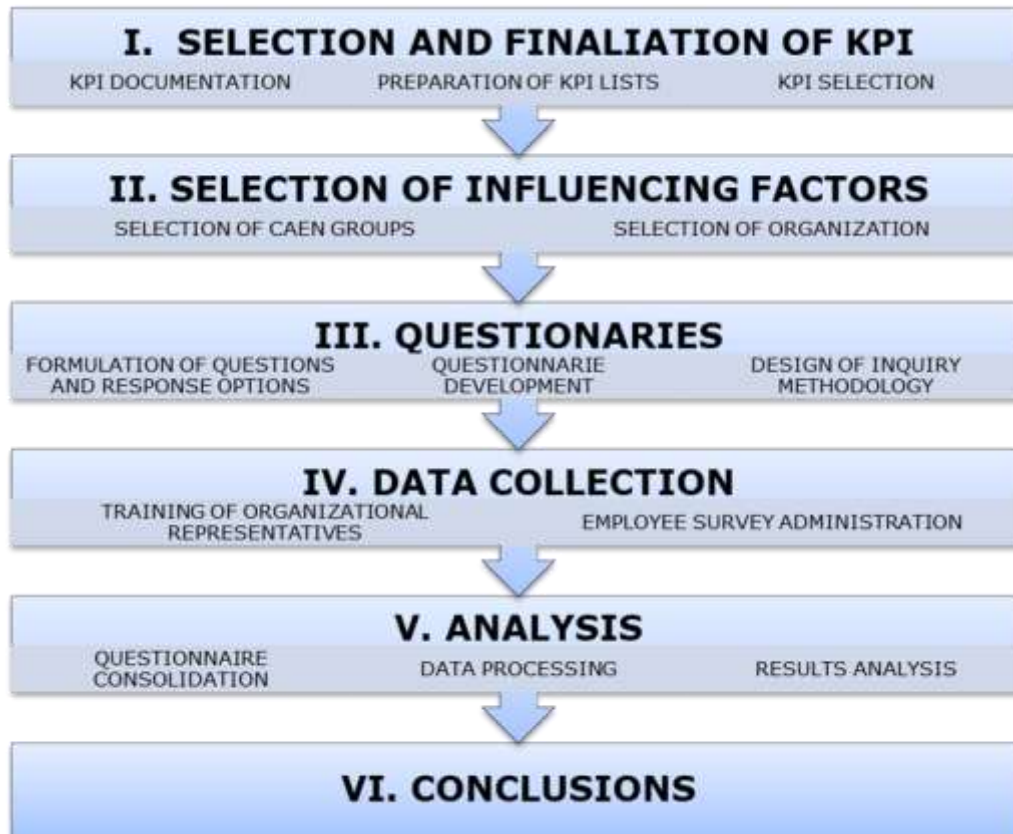 I. SELECTION AND FINALIATION OF KPI
KPI DOCUMENTATION PREPARATION OF KPI LISTS KPI SELECTION
II. SELECTION OF INFLUENCING FACTORS
SELECTION OF CAEN GROUPS SELECTION OF ORGANIZATION
III. QUESTIONARIES
FORMULATION OF QUESTIONS
AND RESPONSE OPTIONS
QUESTIONNARIE
DEVELOPMENT
DESIGN OF INQUIRY
METHODOLOGY
IV. DATA COLLECTION
TRAINING OF ORGANIZATIONAL
REPRESENTATIVES
EMPLOYEE SURVEY ADMINISTRATION
V. ANALYSIS
QUESTIONNAIRE
CONSOLIDATION
DATA PROCESSING
RESULTS ANALYSIS
VI. CONCLUSIONS